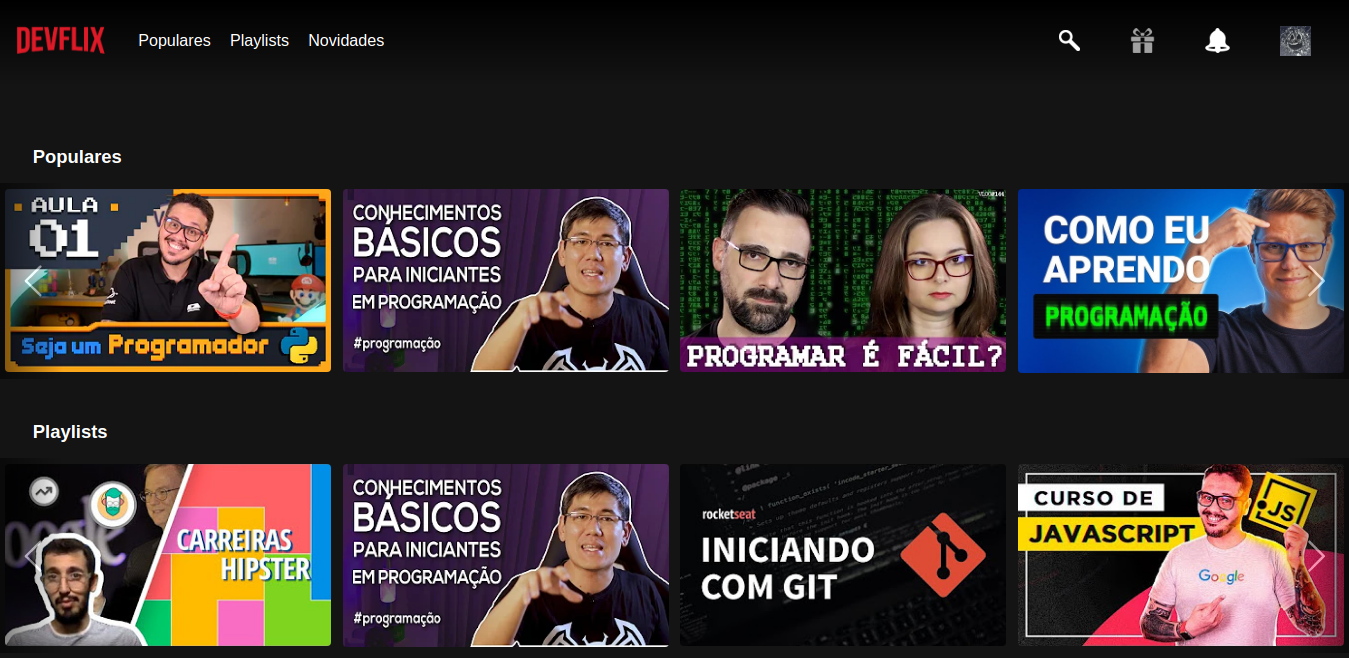 DEVFLIX
Populares
Playlists
Novidades
Populares
AULA
01
Seja um Programador
CONHECIMENTOS
BÁSICOS
PARA INICIANTES
EM PROGRAMAÇÃO
#programação
PROGRAMAR É FÁCIL?
COMO EU
APRENDO
PROGRAMAÇÃO
Playlists
CARREIRAS
HIPSTER
CONHECIMENTOS
BÁSICOS
PARA INICIANTES
EM PROGRAMAÇÃO
#programação
rocketseat
INICIANDO
COM GIT
CURSO DE
JAVASCRIPT
.JS
Google